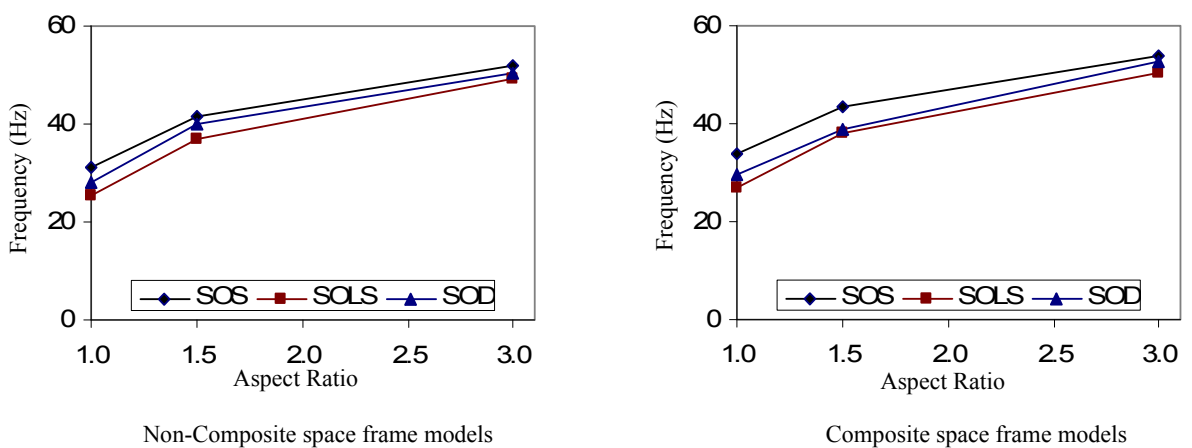 60
40
20
0
Frequency (Hz)
SOS SOLS SOD
1.0 1.5 2.0 2.5 3.0
Aspect Ratio
Non-Composite space frame models
60
40
20
0
Frequency (Hz)
SOS SOLS SOD
1.0 1.5 2.0 2.5 3.0
Aspect Ratio
Composite space frame models